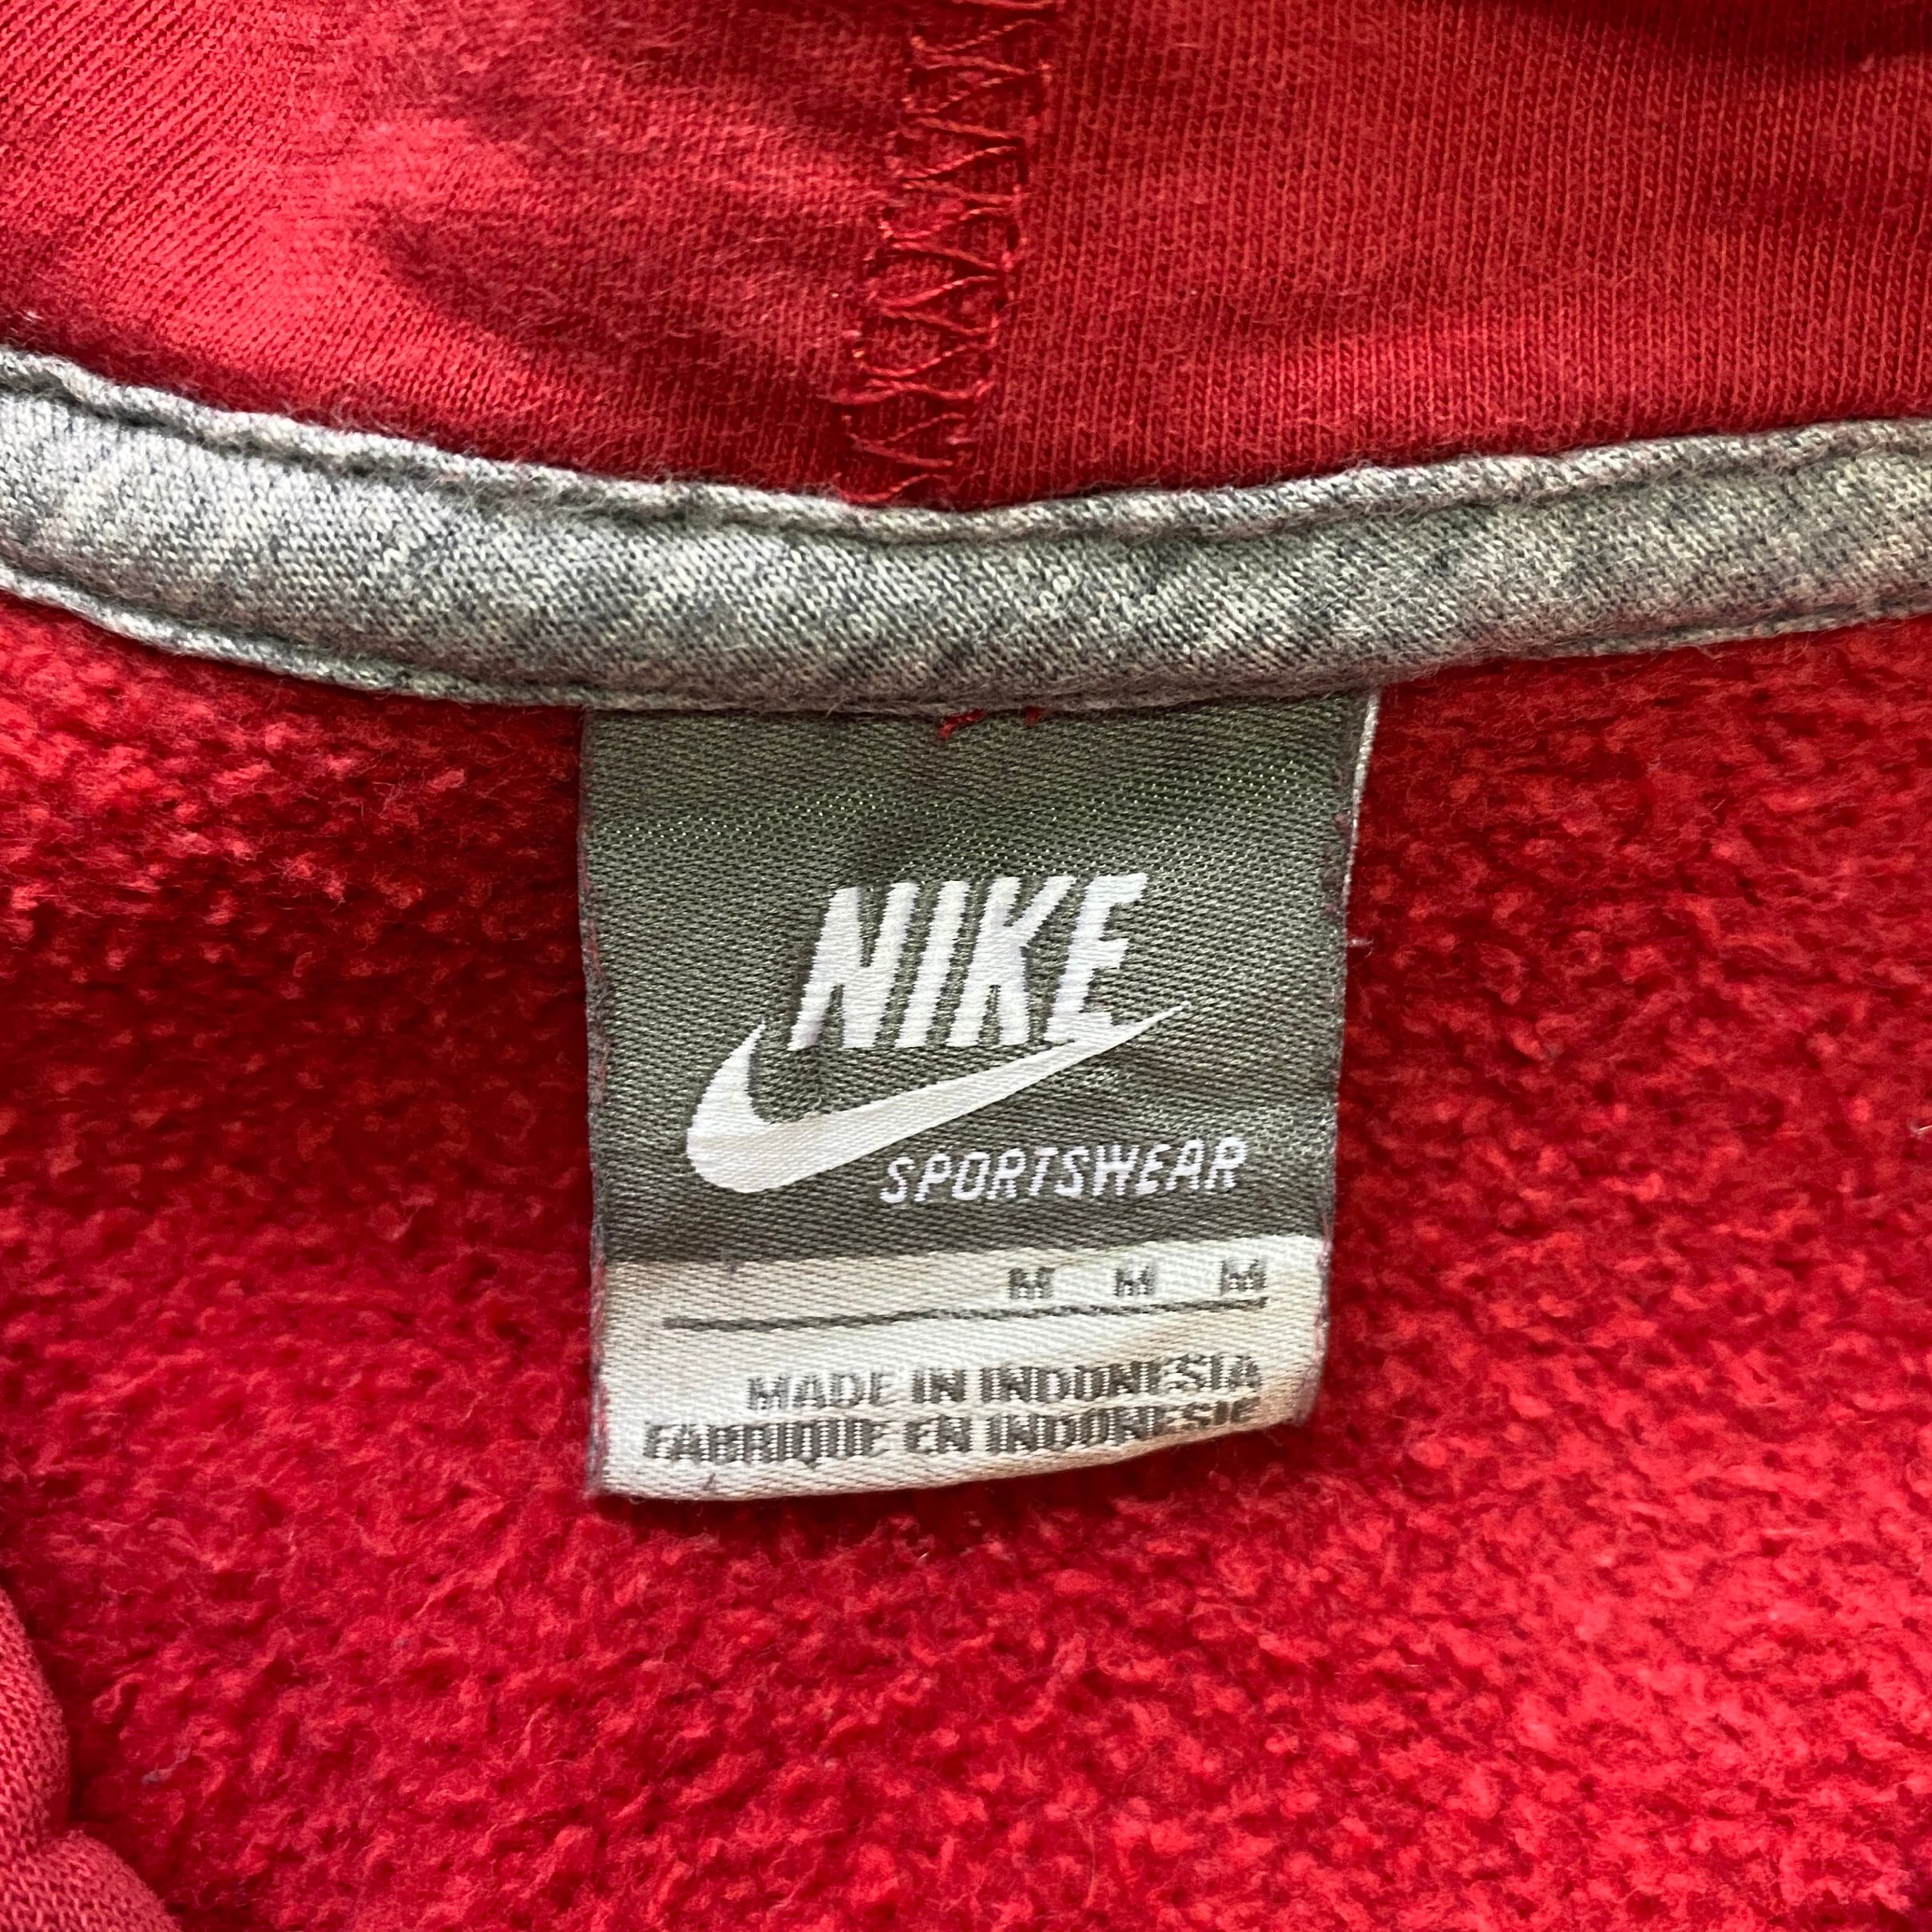 NIKE
SPORTSWEAR
M M M
MADE IN INDONESIA
FABRIQUE EN INDONESIE